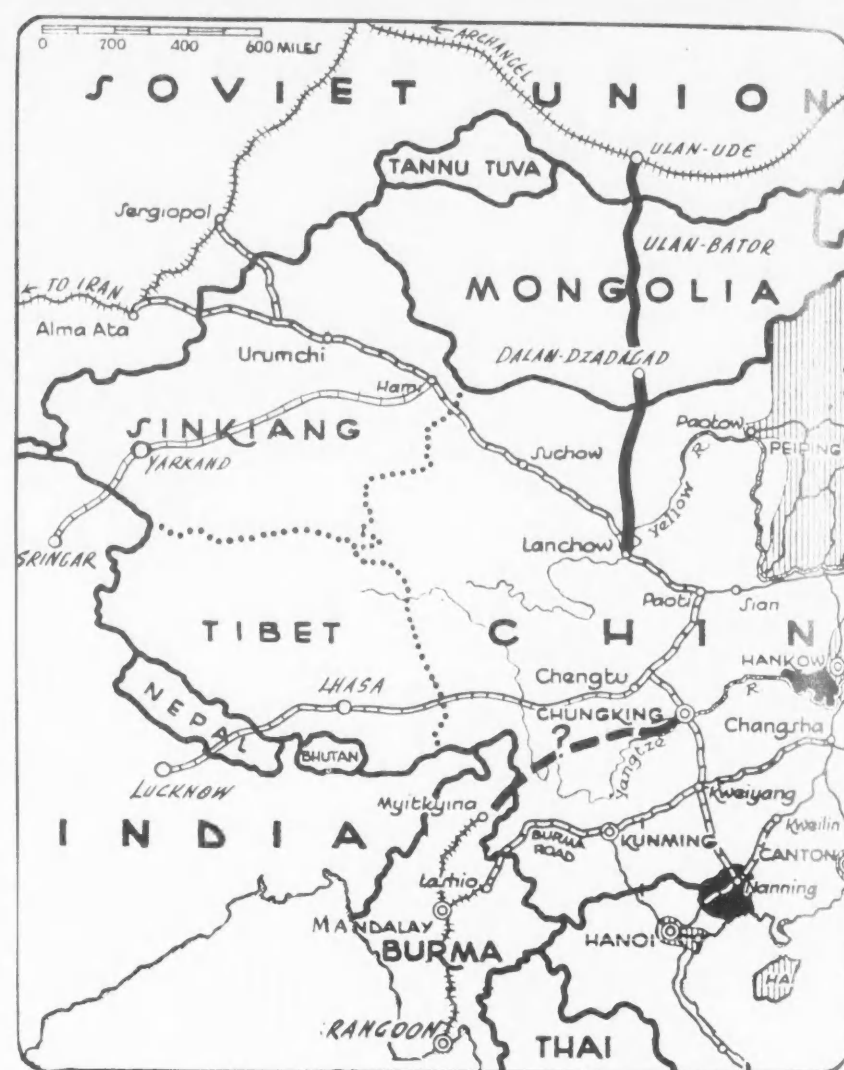 0 200 400 600 MILES
← ARCHANGEL
SOVIET UNION
ULAN-UDE
TANNU TUVA
Sergiopol
ULAN-BATOR
← TO IRAN
MONGOLIA
Alma Ata
Urumchi
DALAN-DZADAGAD
Hami
Paotow
SINKIANG
PEIPING
Suchow
YARKAND
Yellow R.
SRINGAR
Lanchow
Paoti
Sian
TIBET
CHIN
HANKOW
Chengtu
LHASA
R.
NEPAL
CHUNGKING
Changsha
?
BHUTAN
Yangtze
LUCKNOW
Kweiyang
Myitkyina
Kweilin
INDIA
BURMA ROAD
KUNMING
CANTON
Lashio
Nanning
MANDALAY
HANOI
BURMA
HA
RANGOON
THAI